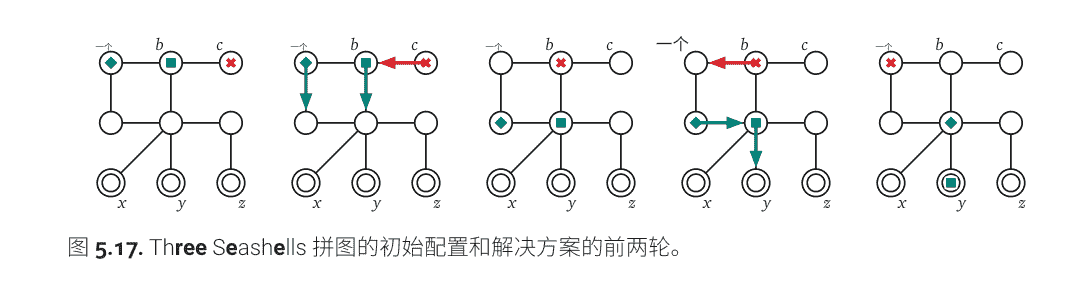 一个 b c 一个 b c 一个 b c 一个 b c 一个 b c
x y z x y z x y z x y z x y z
图 5.17. Three Seashells 拼图的初始配置和解决方案的前两轮。